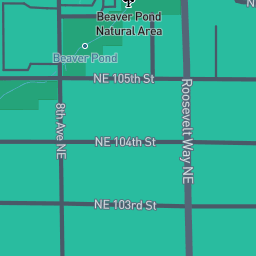 Beaver Pond
Natural Area
Beaver Pond
NE 105th St
Roosevelt Way NE
8th Ave NE
NE 104th St
NE 103rd St